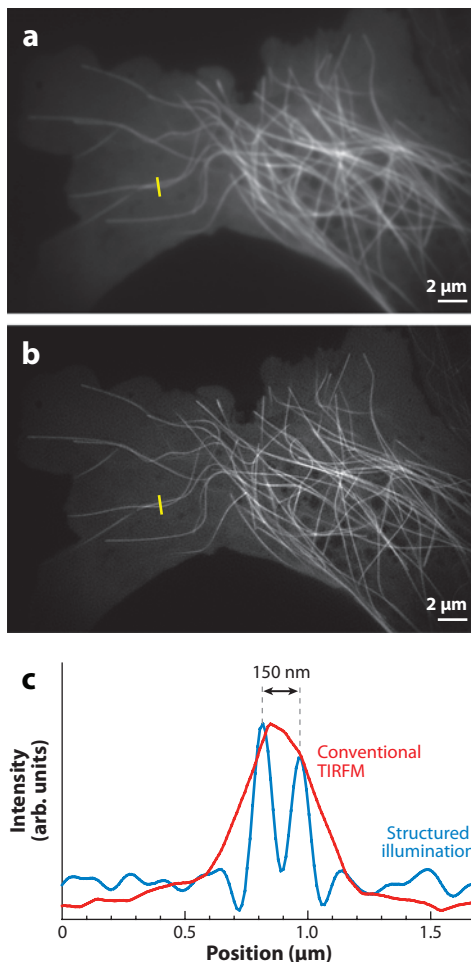 a
2 µm
b
2 µm
c
150 nm
Conventional
TIRFM
Structured
illumination
Intensity
(arb. units)
0
0.5
1.0
1.5
Position (µm)